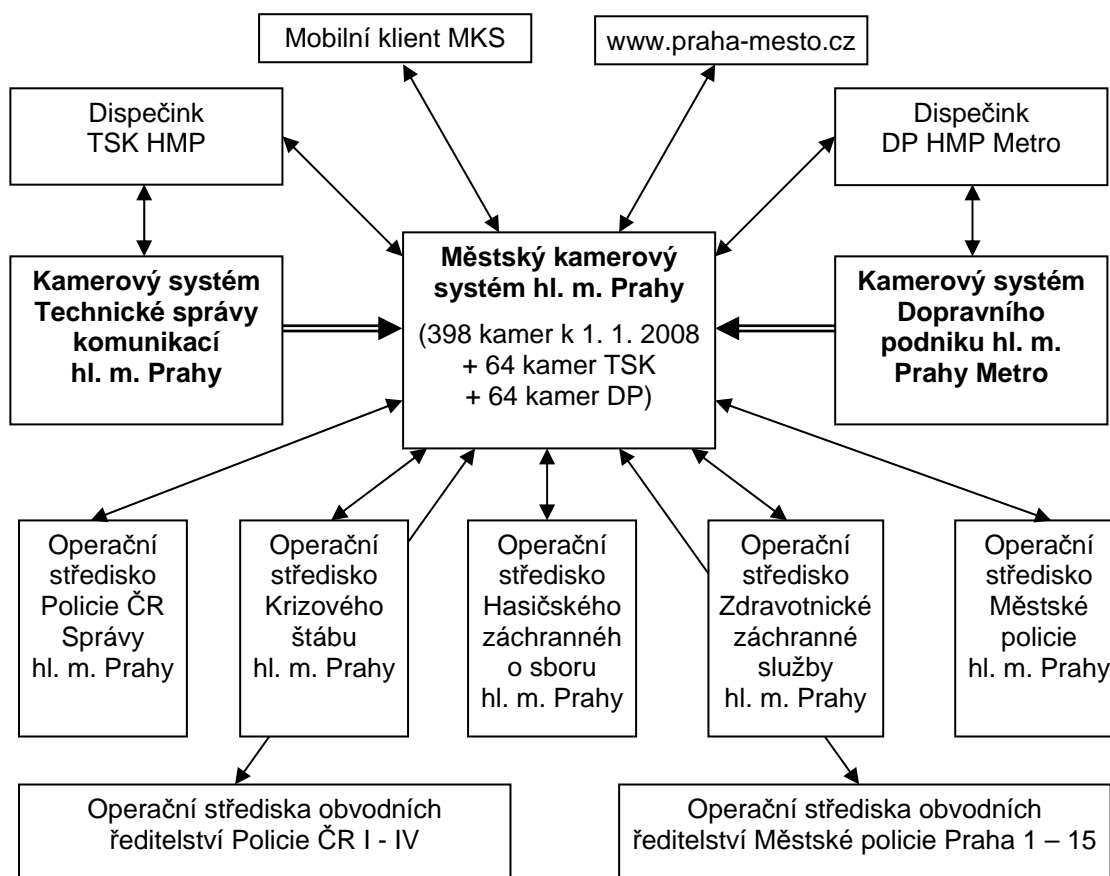 Mobilní klient MKS
www.praha-mesto.cz
Dispečink
TSK HMP
Dispečink
DP HMP Metro
Kamerový systém
Technické správy
komunikací
hl. m. Prahy
Městský kamerový
systém hl. m. Prahy
(398 kamer k 1. 1. 2008
+ 64 kamer TSK
+ 64 kamer DP)
Kamerový systém
Dopravního
podniku hl. m.
Prahy Metro
Operační
středisko
Policie ČR
Správy
hl. m. Prahy
Operační
středisko
Krizového
štábu
hl. m. Prahy
Operační
středisko
Hasičského
záchrannéh
o sboru
hl. m. Prahy
Operační
středisko
Zdravotnické
záchranné
služby
hl. m. Prahy
Operační
středisko
Městské
policie
hl. m. Prahy
Operační střediska obvodních
ředitelství Policie ČR I - IV
Operační střediska obvodních
ředitelství Městské policie Praha 1 – 15